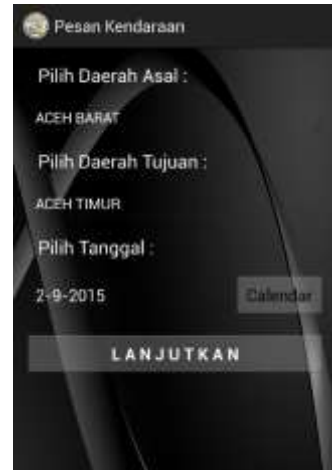 Pesan Kendaraan
Pilih Daerah Asal :
ACEH BARAT
Pilih Daerah Tujuan :
ACEH TIMUR
Pilih Tanggal :
2-9-2015
Calendar
LANJUTKAN